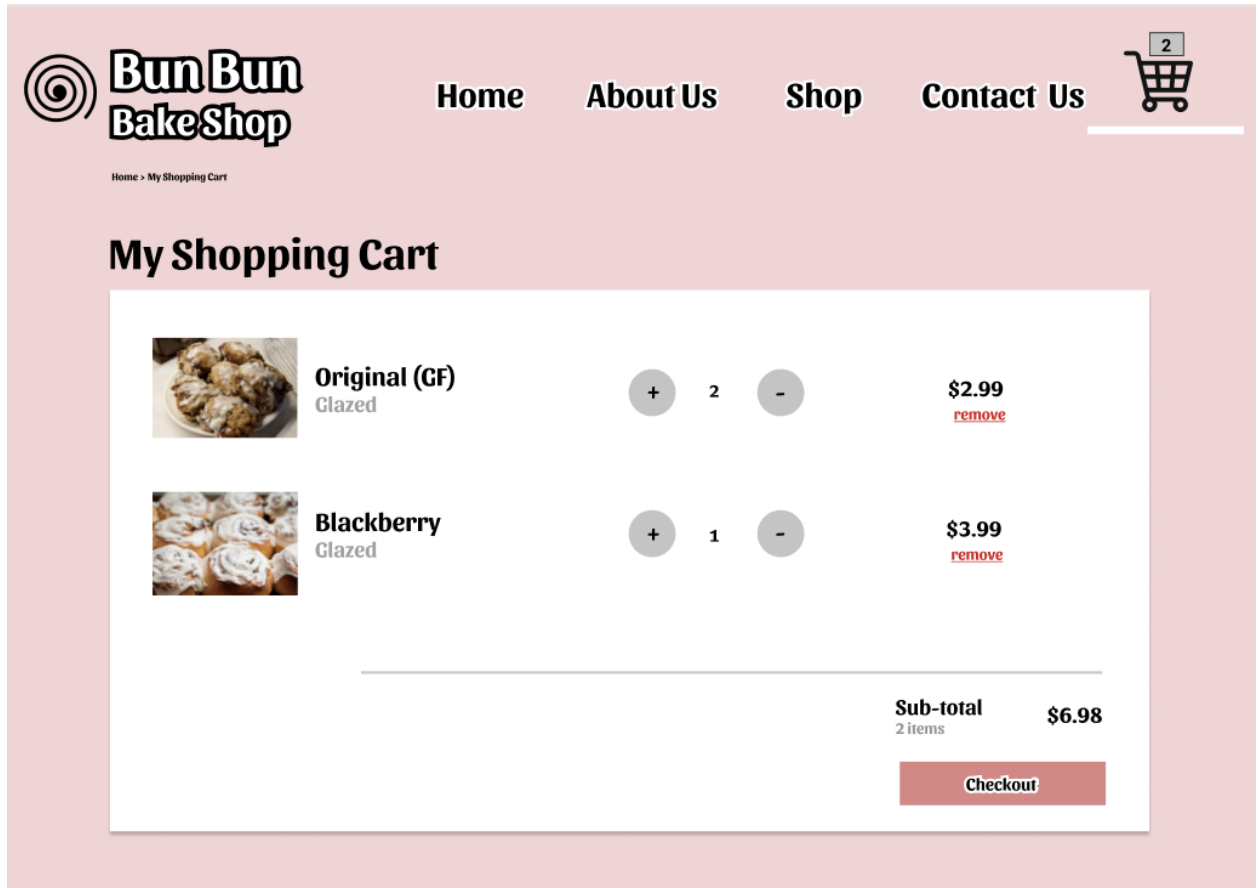 2
Bun Bun
Bake Shop
Home About Us Shop Contact Us
Home > My Shopping Cart
My Shopping Cart
Original (GF)
Glazed
+ 2 -
$2.99
remove
Blackberry
Glazed
+ 1 -
$3.99
remove
Sub-total
2 items
$6.98
Checkout